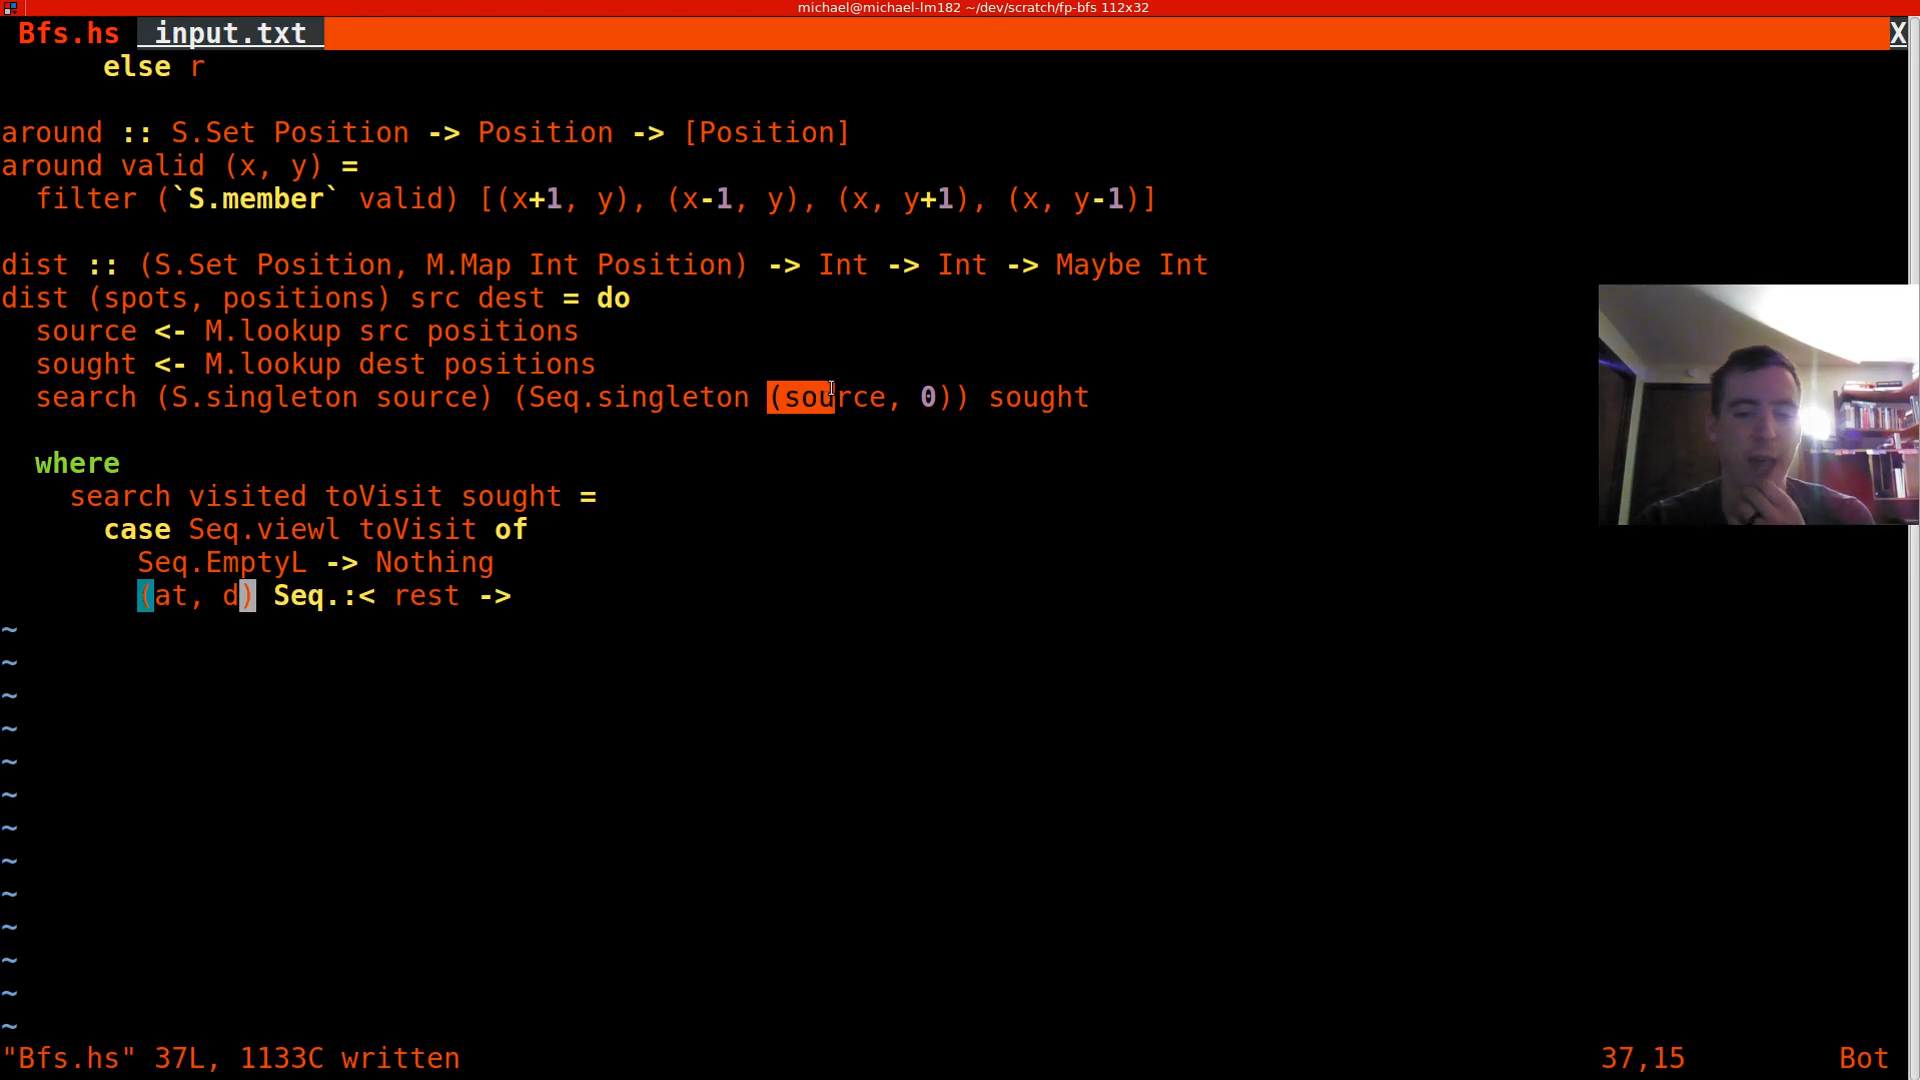 michael@michael-lm182 ~/dev/scratch/fp-bfs 112x32
Bfs.hs input.txt X
else r
around :: S.Set Position -> Position -> [Position]
around valid (x, y) =
filter (`S.member` valid) [(x+1, y), (x-1, y), (x, y+1), (x, y-1)]
dist :: (S.Set Position, M.Map Int Position) -> Int -> Int -> Maybe Int
dist (spots, positions) src dest = do
source <- M.lookup src positions
sought <- M.lookup dest positions
search (S.singleton source) (Seq.singleton (source, 0)) sought
where
search visited toVisit sought =
case Seq.viewl toVisit of
Seq.EmptyL -> Nothing
(at, d) Seq.:< rest ->
~
~
~
~
~
~
~
~
~
~
~
~
~
"Bfs.hs" 37L, 1133C written 37,15 Bot